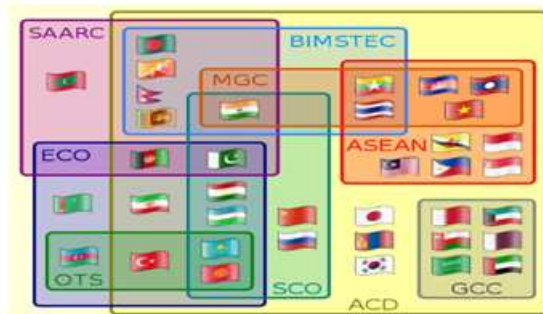 SAARC
BIMSTEC
MGC
ASEAN
ECO
OTS
SCO
ACD
GCC